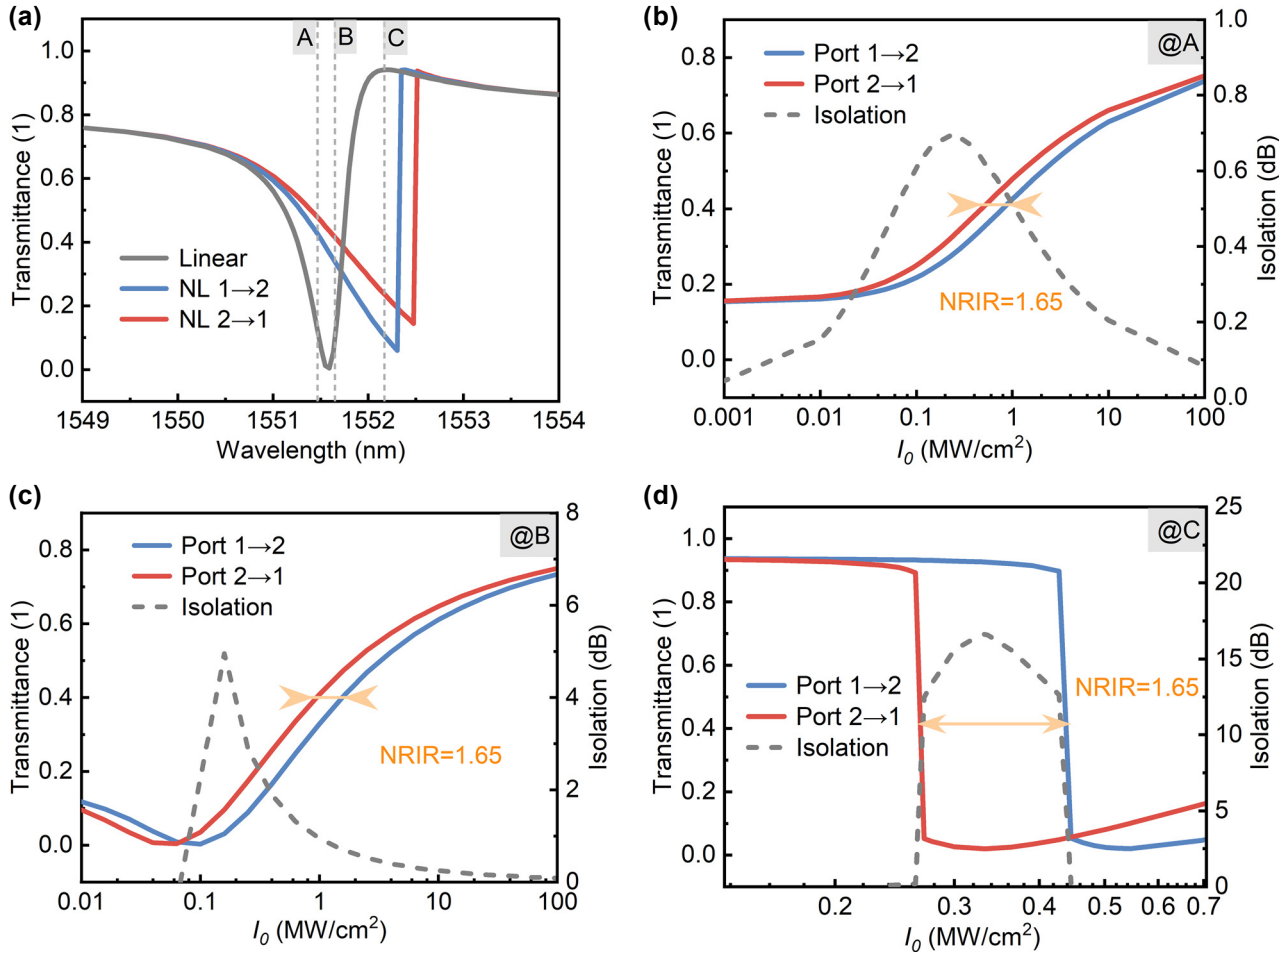 (a)
A
B
C
1.0
0.8
0.6
0.4
0.2
0.0
Transmittance (1)
Linear
NL 1→2
NL 2→1
1549
1550
1551
1552
1553
1554
Wavelength (nm)
(b)
@A
Port 1→2
Port 2→1
Isolation
NRIR=1.65
0.8
0.6
0.4
0.2
0.0
Transmittance (1)
1.0
0.8
0.6
0.4
0.2
0.0
Isolation (dB)
0.001
0.01
0.1
1
10
100
I0 (MW/cm²)
(c)
@B
Port 1→2
Port 2→1
Isolation
NRIR=1.65
0.8
0.6
0.4
0.2
0.0
Transmittance (1)
8
6
4
2
0
Isolation (dB)
0.01
0.1
1
10
100
I0 (MW/cm²)
(d)
@C
Port 1→2
Port 2→1
Isolation
NRIR=1.65
1.0
0.8
0.6
0.4
0.2
0.0
Transmittance (1)
25
20
15
10
5
0
Isolation (dB)
0.2
0.3
0.4
0.5
0.6
0.7
I0 (MW/cm²)